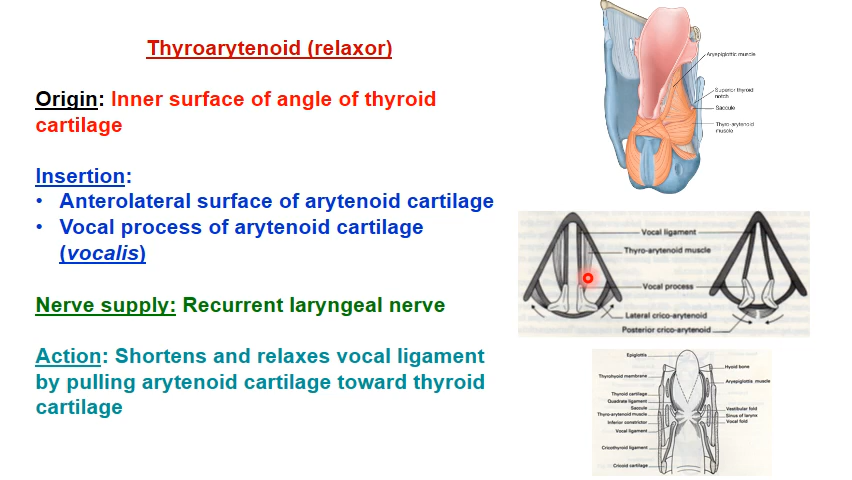 Thyroarytenoid (relaxor)
Origin: Inner surface of angle of thyroid
cartilage
Insertion:
• Anterolateral surface of arytenoid cartilage
• Vocal process of arytenoid cartilage
(vocalis)
Nerve supply: Recurrent laryngeal nerve
Action: Shortens and relaxes vocal ligament
by pulling arytenoid cartilage toward thyroid
cartilage
Aryepiglottic muscle
Superior thyroid
notch
Saccule
Thyro-arytenoid
muscle
Vocal ligament
Thyro-arytenoid muscle
Vocal process
Lateral crico-arytenoid
Posterior crico-arytenoid
Epiglottis
Thyrohyoid membrane
Thyroid cartilage
Quadrate ligament
Saccule
Thyro-arytenoid muscle
Inferior constrictor
Vocal ligament
Cricothyroid ligament
Cricoid cartilage
Hyoid bone
Aryepiglottic muscle
Vestibular fold
Sinus of larynx
Vocal fold